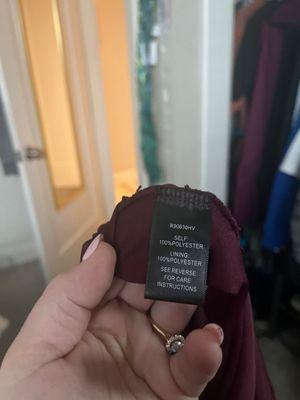 R90630HV
SELF:
100%POLYESTER
LINING:
100%POLYESTER
SEE REVERSE
FOR CARE
INSTRUCTIONS